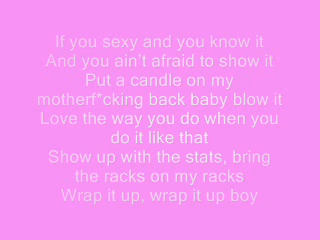 If you sexy and you know it
And you ain't afraid to show it
Put a candle on my
motherf*cking back baby blow it
Love the way you do when you
do it like that
Show up with the stats, bring
the racks on my racks
Wrap it up, wrap it up boy